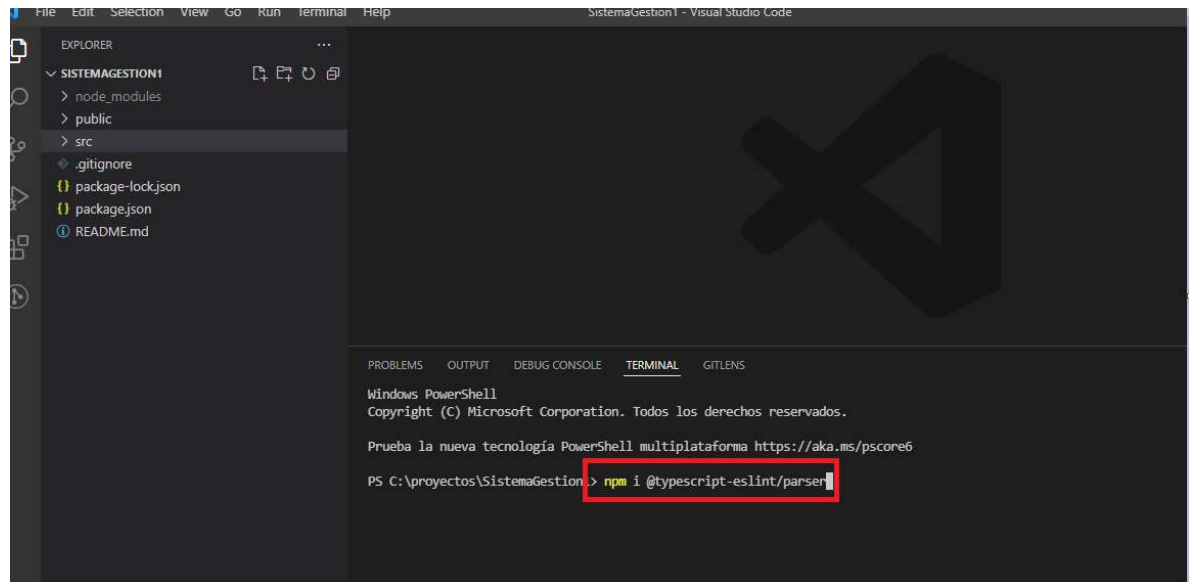 File Edit Selection View Go Run Terminal Help SistemaGestion1 - Visual Studio Code
EXPLORER
SISTEMAGESTION1
node_modules
public
src
.gitignore
package-lock.json
package.json
README.md
PROBLEMS OUTPUT DEBUG CONSOLE TERMINAL GITLENS
Windows PowerShell
Copyright (C) Microsoft Corporation. Todos los derechos reservados.
Prueba la nueva tecnología PowerShell multiplataforma https://aka.ms/pscore6
PS C:\proyectos\SistemaGestion1> npm i @typescript-eslint/parser